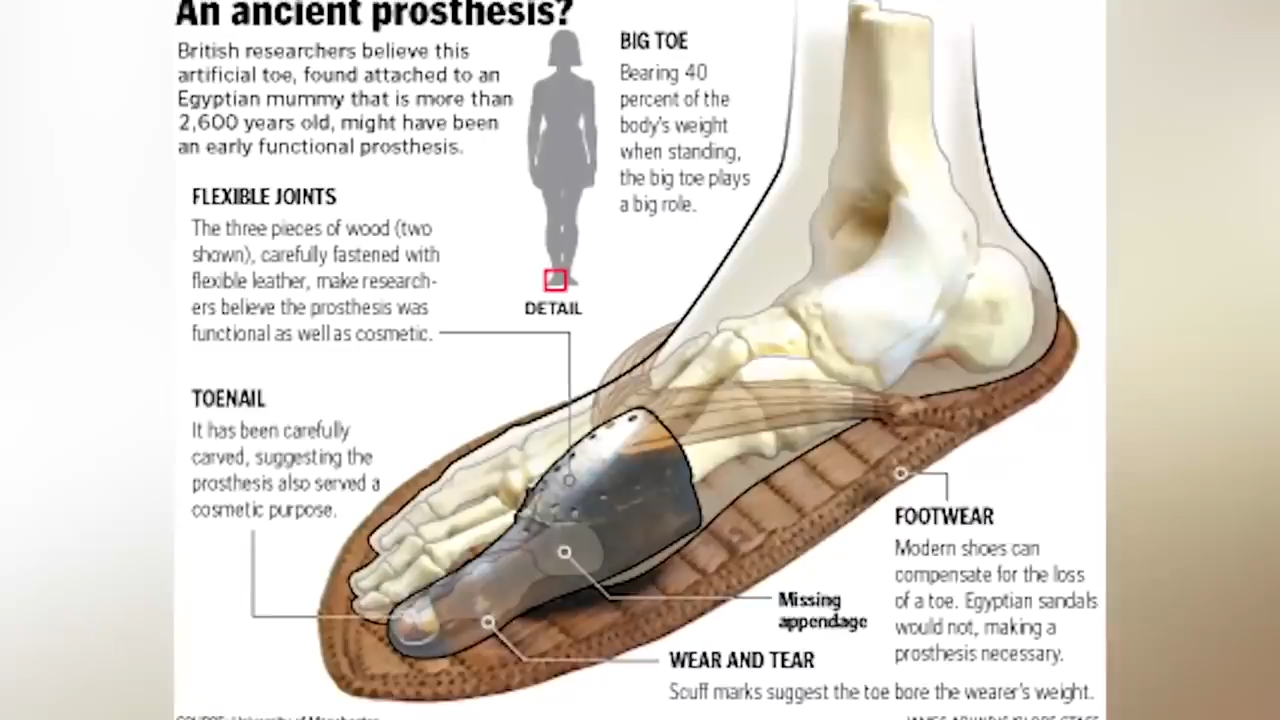 An ancient prosthesis?
British researchers believe this
artificial toe, found attached to an
Egyptian mummy that is more than
2,600 years old, might have been
an early functional prosthesis.
BIG TOE
Bearing 40
percent of the
body's weight
when standing,
the big toe plays
a big role.
FLEXIBLE JOINTS
The three pieces of wood (two
shown), carefully fastened with
flexible leather, make research-
ers believe the prosthesis was
functional as well as cosmetic.
DETAIL
TOENAIL
It has been carefully
carved, suggesting the
prosthesis also served a
cosmetic purpose.
FOOTWEAR
Modern shoes can
compensate for the loss
of a toe. Egyptian sandals
would not, making a
prosthesis necessary.
Missing
appendage
WEAR AND TEAR
Scuff marks suggest the toe bore the wearer's weight.
SOURCE: University of Manchester